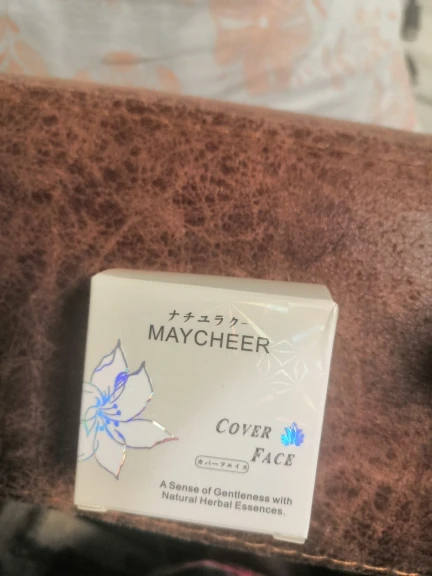 ナチユラクー
MAYCHEER
COVER
FACE
カバーフエイス
A Sense of Gentleness with
Natural Herbal Essences.